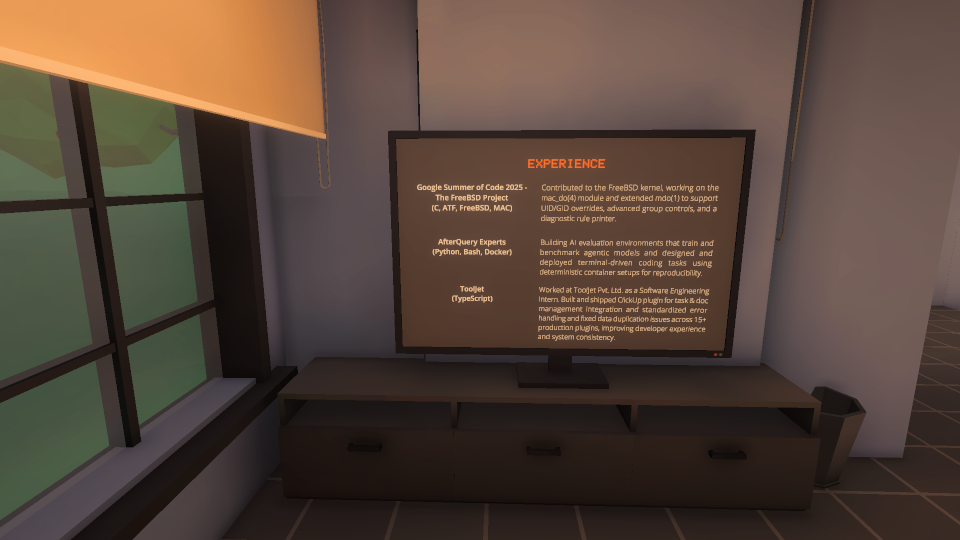 EXPERIENCE
Google Summer of Code 2025 -
The FreeBSD Project
(C, ATF, FreeBSD, MAC)
Contributed to the FreeBSD kernel, working on the
mac_do(4) module and extended mdo(1) to support
UID/GID overrides, advanced group controls, and a
diagnostic rule printer.
AfterQuery Experts
(Python, Bash, Docker)
Building AI evaluation environments that train and
benchmark agentic models and designed and
deployed terminal-driven coding tasks using
deterministic container setups for reproducibility.
ToolJet
(TypeScript)
Worked at ToolJet Pvt. Ltd. as a Software Engineering
Intern. Built and shipped ClickUp plugin for task & doc
management integration and standardized error
handling and fixed data duplication issues across 15+
production plugins, improving developer experience
and system consistency.